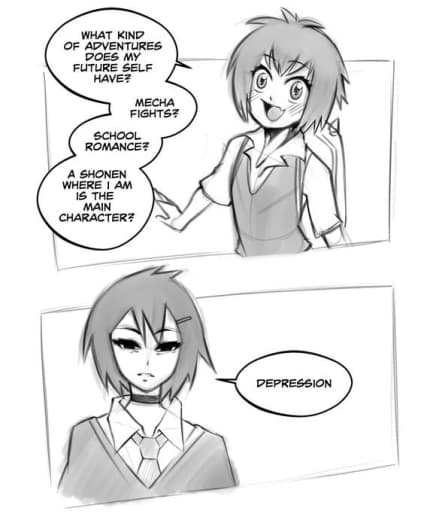 WHAT KIND
OF ADVENTURES
DOES MY
FUTURE SELF
HAVE?
MECHA
FIGHTS?
SCHOOL
ROMANCE?
A SHONEN
WHERE I AM
IS THE
MAIN
CHARACTER?
DEPRESSION